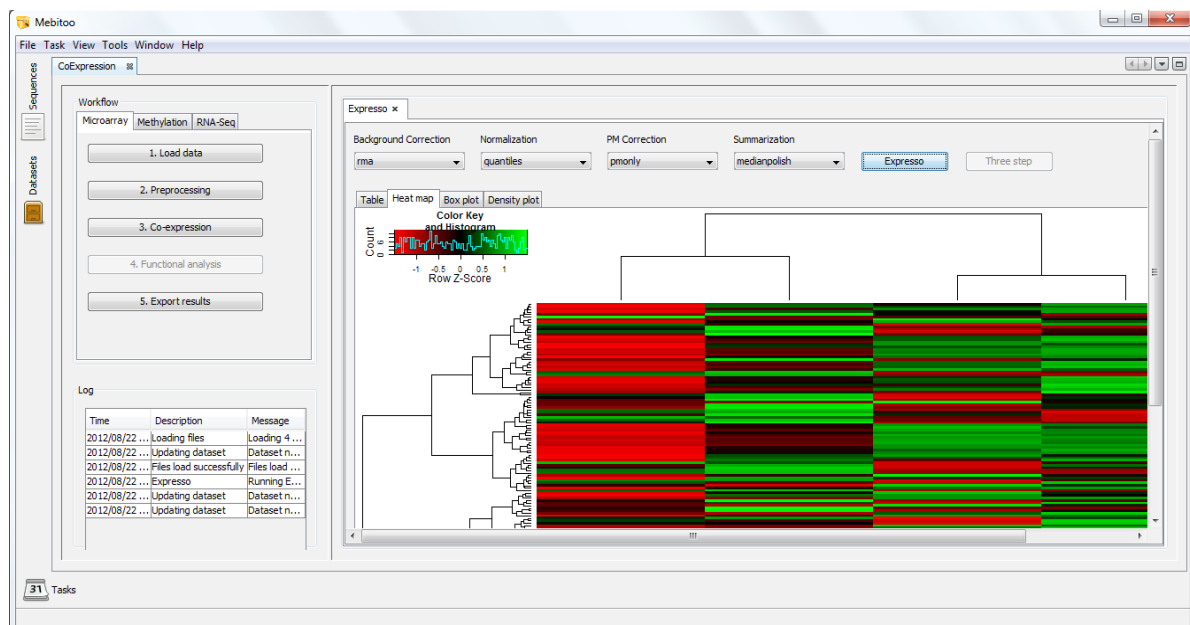 Mebitoo
File Task View Tools Window Help
Sequences
Datasets
CoExpression
Workflow
Microarray Methylation RNA-Seq
1. Load data
2. Preprocessing
3. Co-expression
4. Functional analysis
5. Export results
Log
Time Description Message
2012/08/22 ... Loading files Loading 4 ...
2012/08/22 ... Updating dataset Dataset n...
2012/08/22 ... Files load successfully Files load ...
2012/08/22 ... Expresso Running E...
2012/08/22 ... Updating dataset Dataset n...
2012/08/22 ... Updating dataset Dataset n...
Expresso
Background Correction Normalization PM Correction Summarization
rma quantiles pmonly medianpolish Expresso Three step
Table Heat map Box plot Density plot
Color Key
and Histogram
Count
0 6
-1 -0.5 0 0.5 1
Row Z-Score
31 Tasks